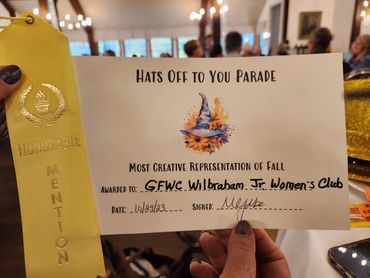 HATS OFF TO YOU PARADE
MOST CREATIVE REPRESENTATION OF FALL
AWARDED TO: GFWC Wilbraham Jr Women's Club
DATE: 10/29/23 SIGNED:
HONORABLE
MENTION